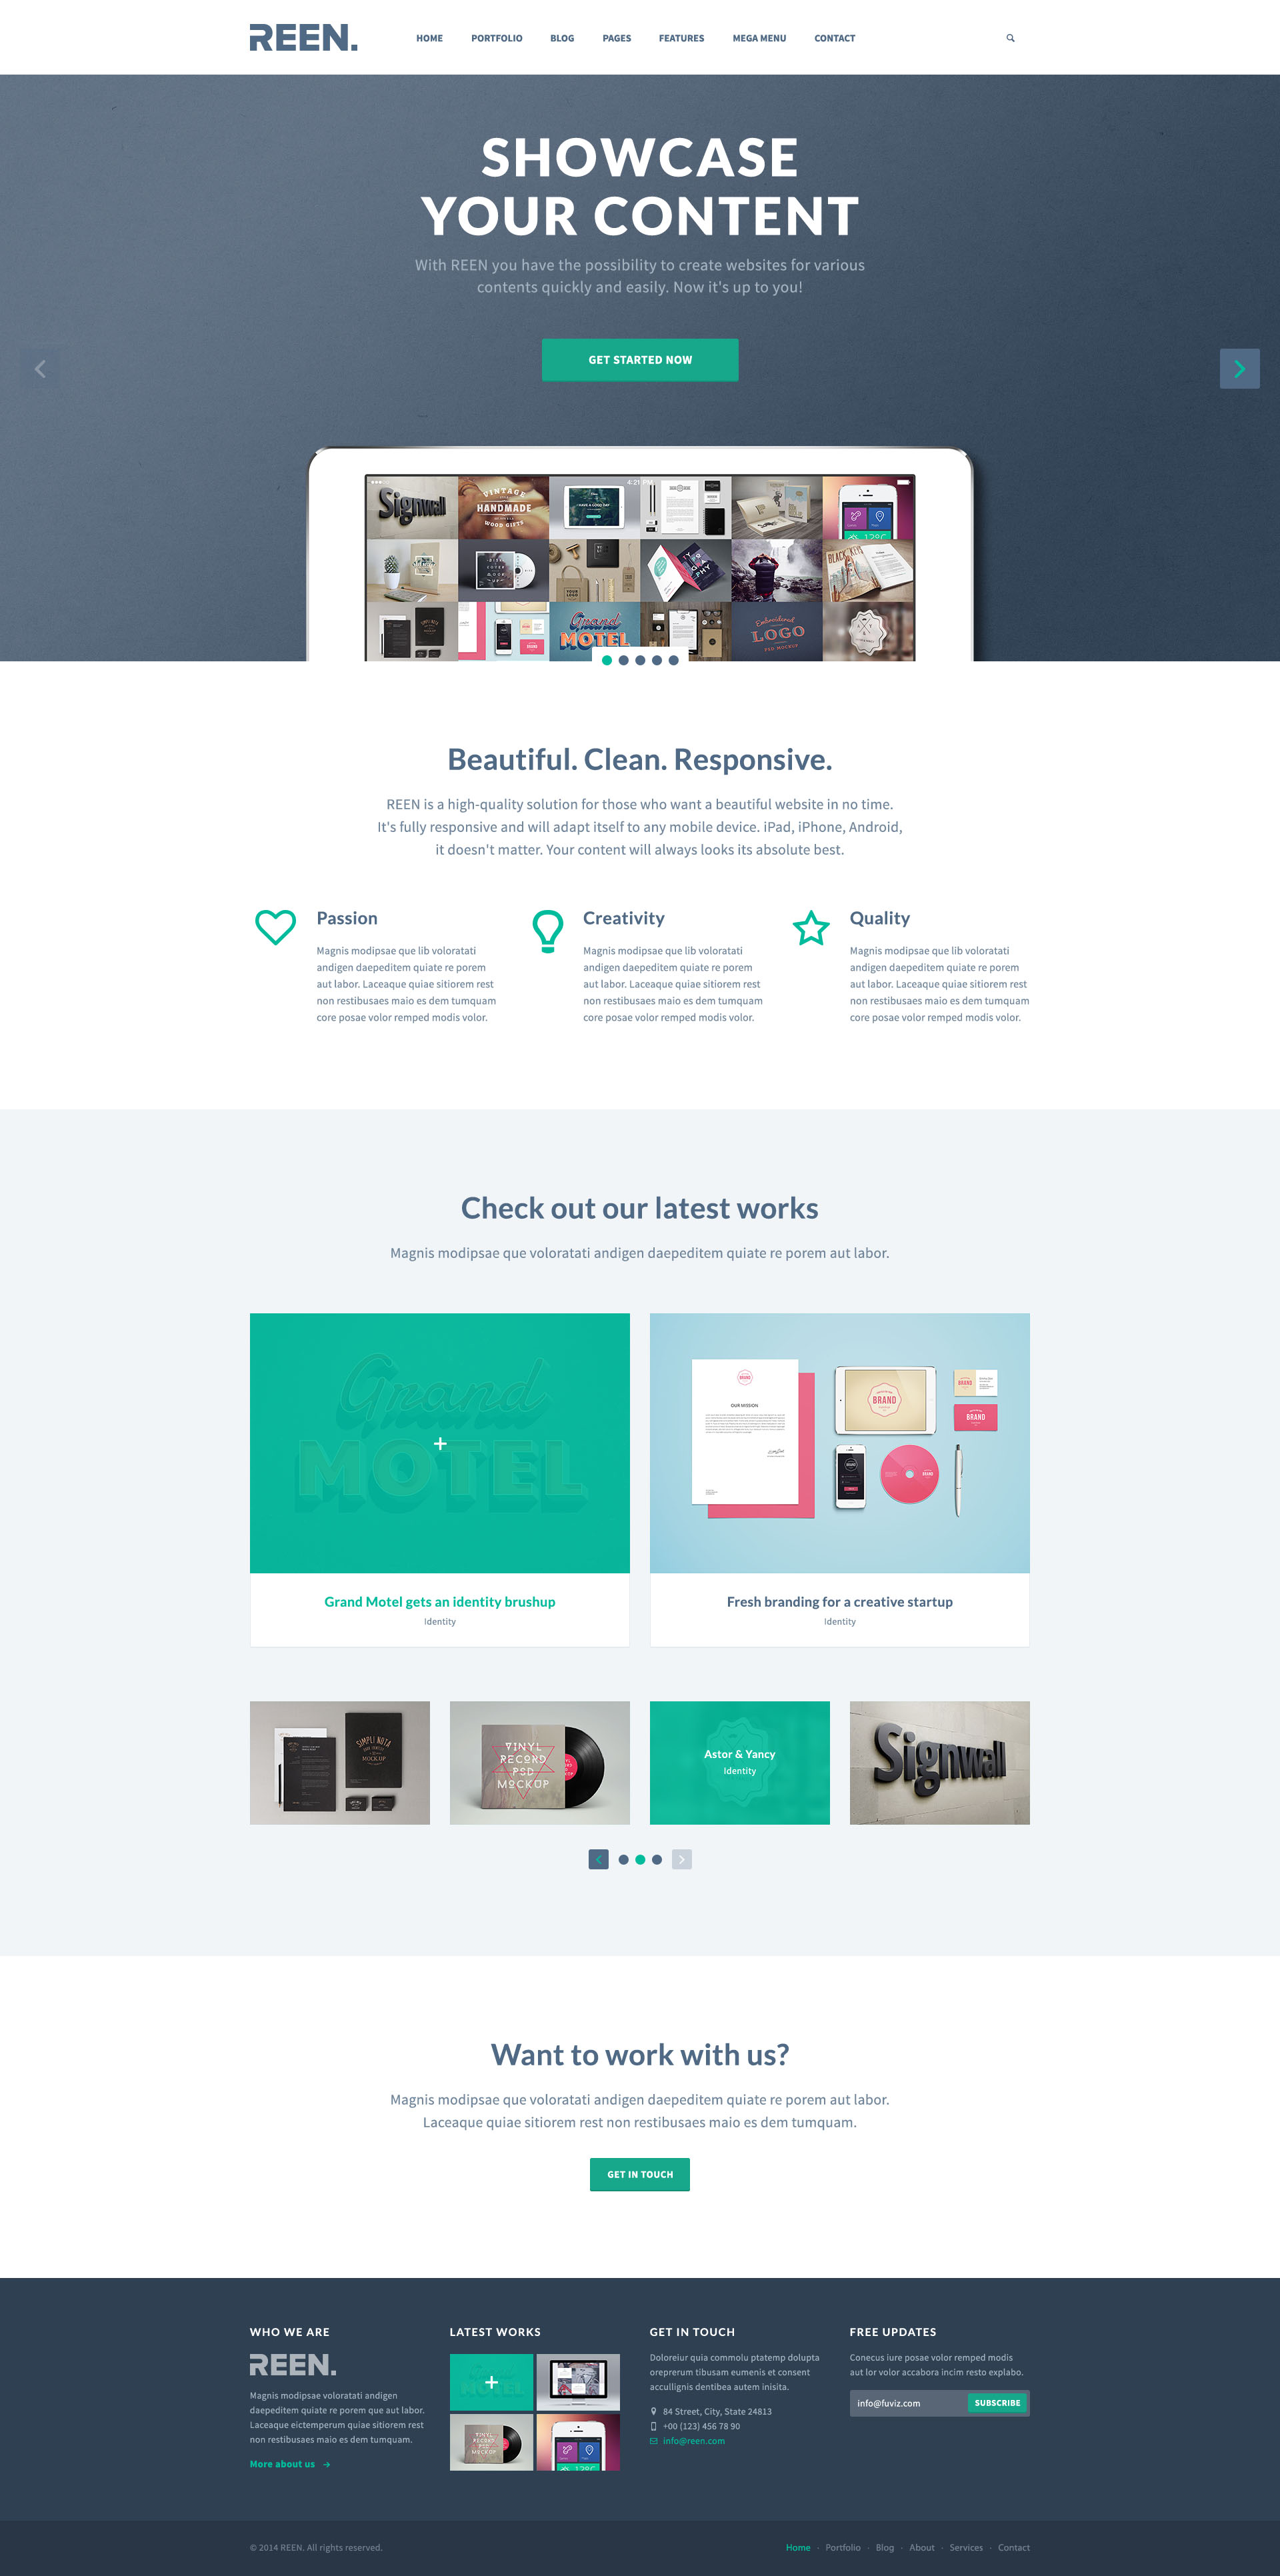 REEN.
HOME PORTFOLIO BLOG PAGES FEATURES MEGA MENU CONTACT
SHOWCASE
YOUR CONTENT
With REEN you have the possibility to create websites for various
contents quickly and easily. Now it's up to you!
GET STARTED NOW
4:21 PM
Signwall
VINTAGE
HANDMADE
WOOD GIFTS
12°C
Grand
MOTEL
Embroidered
LOGO
PSD MOCKUP
Beautiful. Clean. Responsive.
REEN is a high-quality solution for those who want a beautiful website in no time.
It's fully responsive and will adapt itself to any mobile device. iPad, iPhone, Android,
it doesn't matter. Your content will always looks its absolute best.
Passion
Magnis modipsae que lib voloratati
andigen daepeditem quiate re porem
aut labor. Laceaque quiae sitiorem rest
non restibusaes maio es dem tumquam
core posae volor remped modis volor.
Creativity
Magnis modipsae que lib voloratati
andigen daepeditem quiate re porem
aut labor. Laceaque quiae sitiorem rest
non restibusaes maio es dem tumquam
core posae volor remped modis volor.
Quality
Magnis modipsae que lib voloratati
andigen daepeditem quiate re porem
aut labor. Laceaque quiae sitiorem rest
non restibusaes maio es dem tumquam
core posae volor remped modis volor.
Check out our latest works
Magnis modipsae que voloratati andigen daepeditem quiate re porem aut labor.
Grand
MOTEL
Grand Motel gets an identity brushup
Identity
BRAND
OUR MISSION
BRAND
BRAND
BRAND
Fresh branding for a creative startup
Identity
SIMPLI NOTA
MOCKUP
VINYL
RECORD
PSD
MOCKUP
Astor & Yancy
Identity
Signwall
Want to work with us?
Magnis modipsae que voloratati andigen daepeditem quiate re porem aut labor.
Laceaque quiae sitiorem rest non restibusaes maio es dem tumquam.
GET IN TOUCH
WHO WE ARE
REEN.
Magnis modipsae voloratati andigen
daepeditem quiate re porem que aut labor.
Laceaque eictemperum quiae sitiorem rest
non restibusaes maio es dem tumquam.
More about us
LATEST WORKS
VINYL
RECORD
PSD
MOCKUP
GET IN TOUCH
Doloreiur quia commolu ptatemp dolupta
oreprerum tibusam eumenis et consent
accullignis dentibea autem inisita.
84 Street, City, State 24813
+00 (123) 456 78 90
info@reen.com
FREE UPDATES
Conecus iure posae volor remped modis
aut lor volor accabora incim resto explabo.
info@fuviz.com
SUBSCRIBE
© 2014 REEN. All rights reserved.
Home · Portfolio · Blog · About · Services · Contact